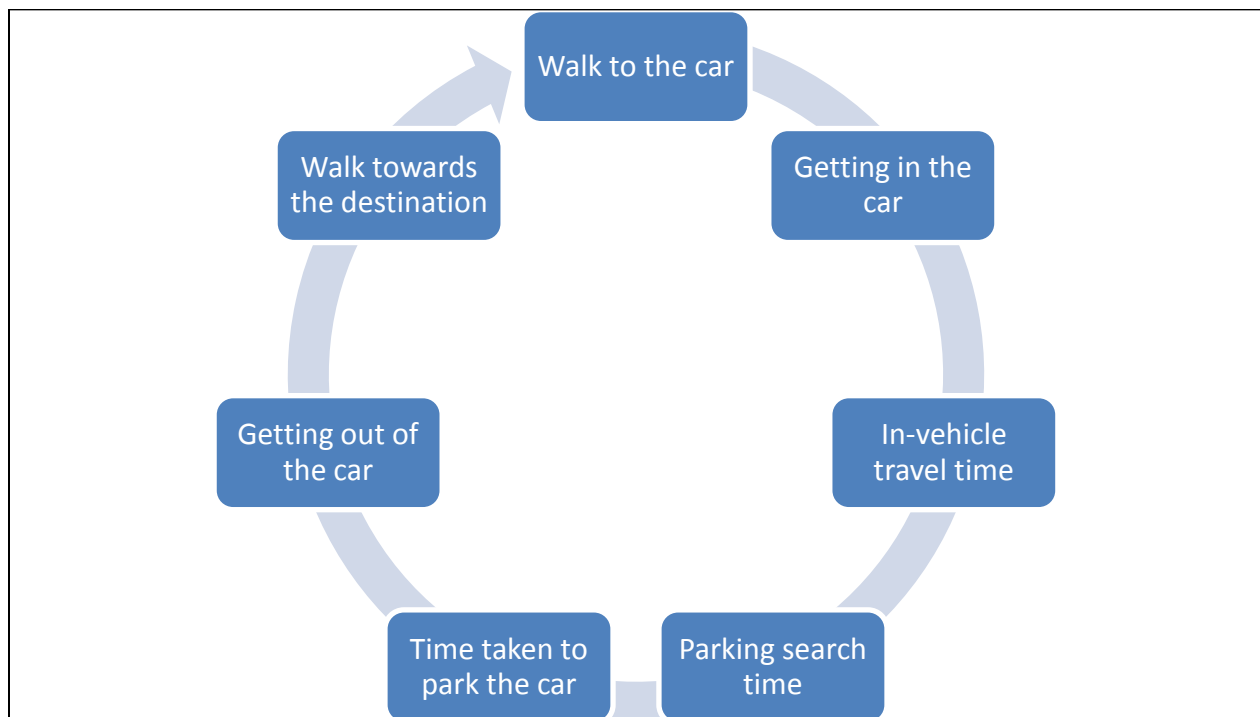 Walk to the car
Getting in the
car
In-vehicle
travel time
Parking search
time
Time taken to
park the car
Getting out of
the car
Walk towards
the destination